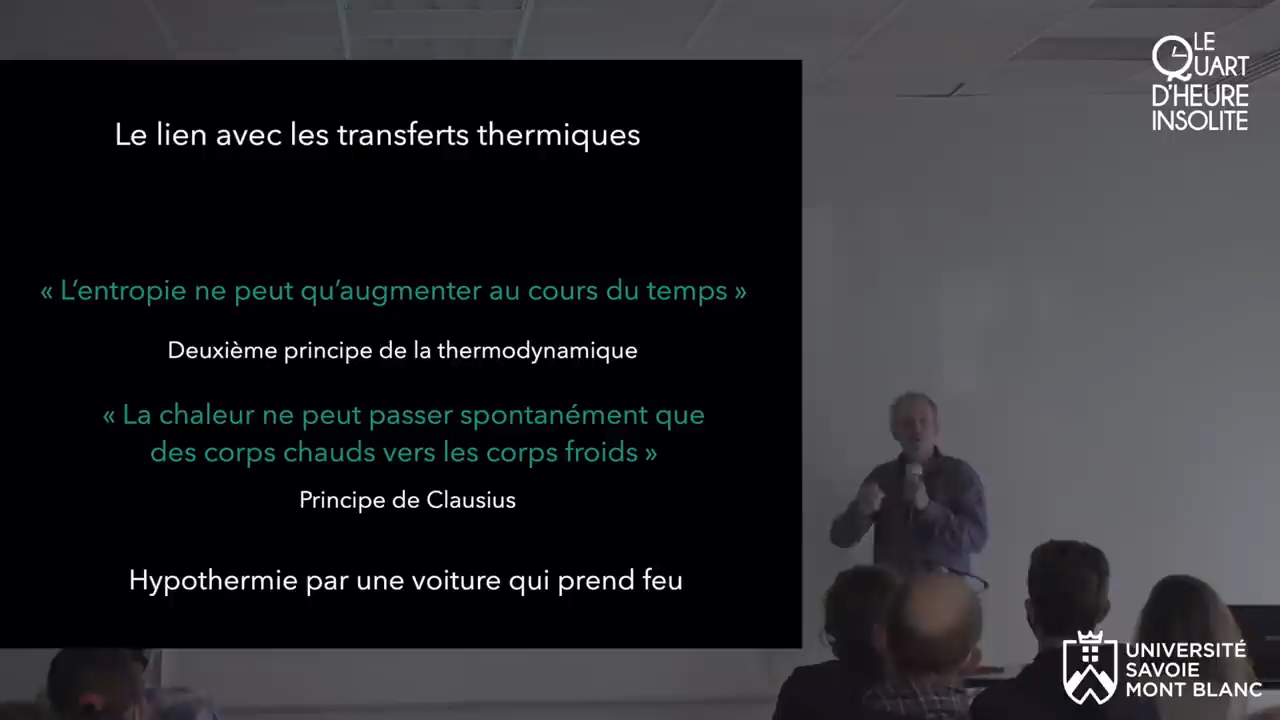 Le lien avec les transferts thermiques
« L’entropie ne peut qu’augmenter au cours du temps »
Deuxième principe de la thermodynamique
« La chaleur ne peut passer spontanément que
des corps chauds vers les corps froids »
Principe de Clausius
Hypothermie par une voiture qui prend feu
LE
QUART
D'HEURE
INSOLITE
UNIVERSITÉ
SAVOIE
MONT BLANC